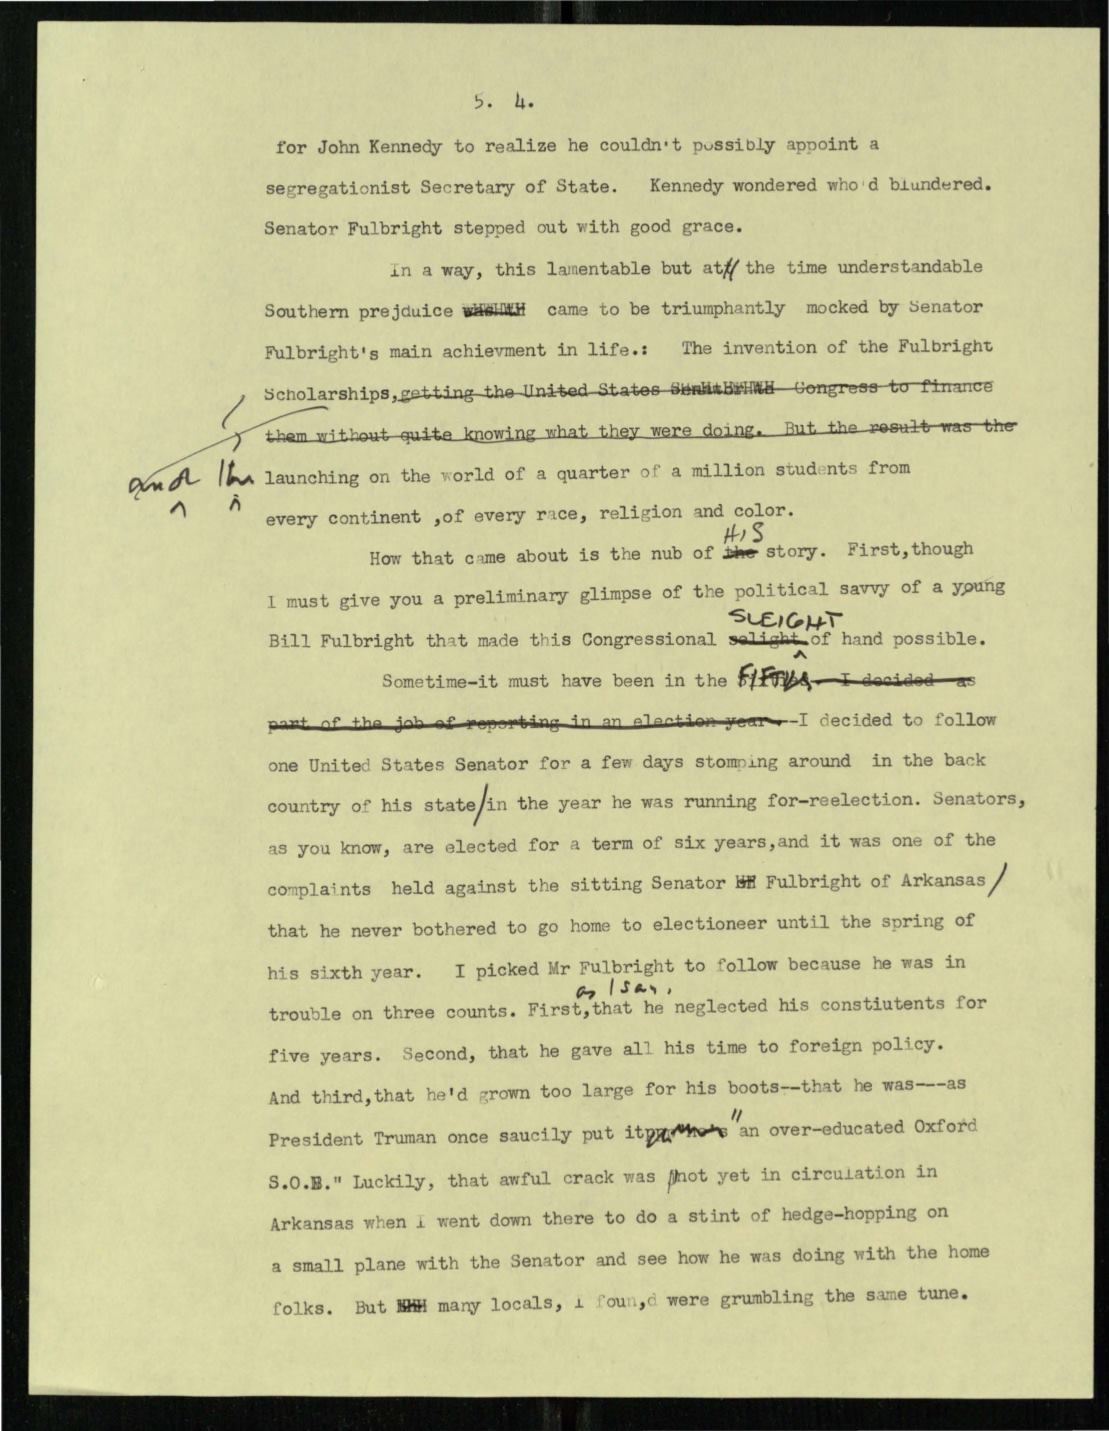 5. 4.
for John Kennedy to realize he couldn't possibly appoint a
segregationist Secretary of State. Kennedy wondered who'd blundered.
Senator Fulbright stepped out with good grace.
In a way, this lamentable but at the time understandable
Southern prejduice came to be triumphantly mocked by Senator
Fulbright's main achievment in life.: The invention of the Fulbright
Scholarships, getting the United States Congress to finance
them without quite knowing what they were doing. But the result was the
and the launching on the world of a quarter of a million students from
every continent ,of every race, religion and color.
HIS
How that came about is the nub of the story. First,though
I must give you a preliminary glimpse of the political savvy of a young
SLEIGHT
Bill Fulbright that made this Congressional selight of hand possible.
Sometime-it must have been in the FIFTIES I decided as
part of the job of reporting in an election year.--I decided to follow
one United States Senator for a few days stomping around in the back
country of his state/in the year he was running for-reelection. Senators,
as you know, are elected for a term of six years,and it was one of the
complaints held against the sitting Senator Fulbright of Arkansas/
that he never bothered to go home to electioneer until the spring of
his sixth year. I picked Mr Fulbright to follow because he was in
as I say,
trouble on three counts. First,that he neglected his constiutents for
five years. Second, that he gave all his time to foreign policy.
And third,that he'd grown too large for his boots--that he was---as
President Truman once saucily put it "an over-educated Oxford
S.O.B." Luckily, that awful crack was not yet in circulation in
Arkansas when I went down there to do a stint of hedge-hopping on
a small plane with the Senator and see how he was doing with the home
folks. But many locals, I foun,d were grumbling the same tune.